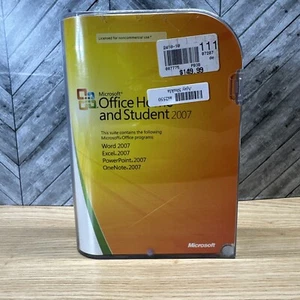 Licensed for noncommercial use
111
$149.99
Microsoft®
Office Ho
and Student 2007
This suite contains the following
Microsoft Office programs:
Word 2007
Excel 2007
PowerPoint 2007
OneNote 2007
Microsoft